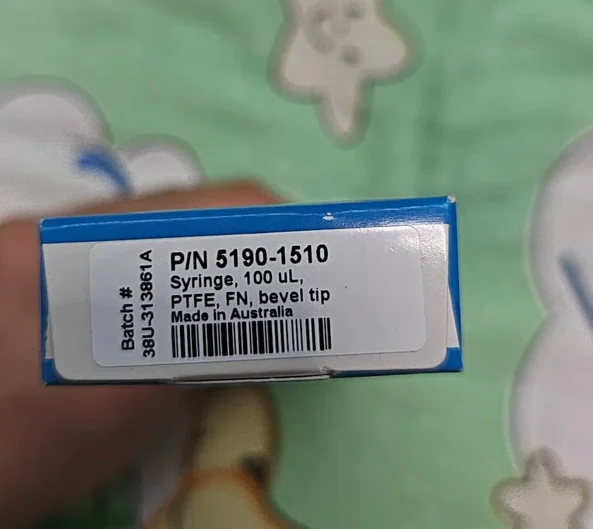 P/N 5190-1510
Syringe, 100 uL,
PTFE, FN, bevel tip
Made in Australia
Batch #
38U-313861A